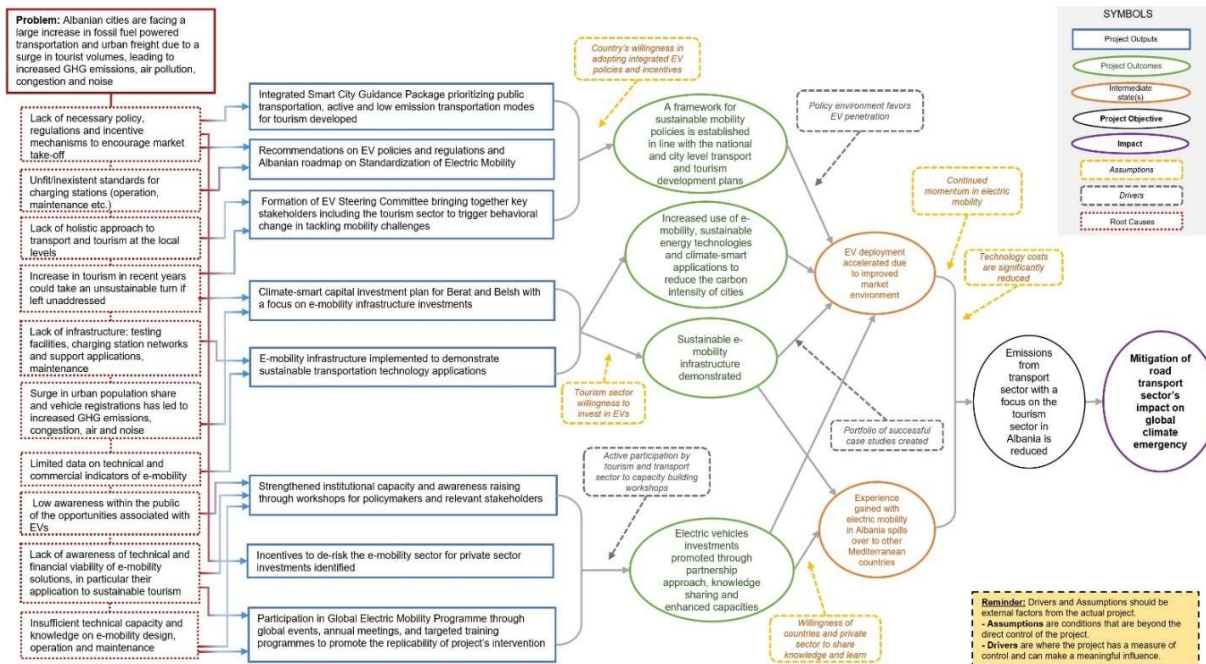 Problem: Albanian cities are facing a
large increase in fossil fuel powered
transportation and urban freight due to a
surge in tourist volumes, leading to
increased GHG emissions, air pollution,
congestion and noise
Lack of necessary policy,
regulations and incentive
mechanisms to encourage market
take-off
Unfit/inexistent standards for
charging stations (operation,
maintenance etc.)
Lack of holistic approach to
transport and tourism at the local
levels
Increase in tourism in recent years
could take an unsustainable turn if
left unaddressed
Lack of infrastructure: testing
facilities, charging station networks
and support applications,
maintenance
Surge in urban population share
and vehicle registrations has led to
increased GHG emissions,
congestion, air and noise
Limited data on technical and
commercial indicators of e-mobility
Low awareness within the public
of the opportunities associated with
EVs
Lack of awareness of technical and
financial viability of e-mobility
solutions, in particular their
application to sustainable tourism
Insufficient technical capacity and
knowledge on e-mobility design,
operation and maintenance
Integrated Smart City Guidance Package prioritizing public
transportation, active and low emission transportation modes
for tourism developed
Recommendations on EV policies and regulations and
Albanian roadmap on Standardization of Electric Mobility
Formation of EV Steering Committee bringing together key
stakeholders including the tourism sector to trigger behavioral
change in tackling mobility challenges
Climate-smart capital investment plan for Berat and Belsh with
a focus on e-mobility infrastructure investments
E-mobility infrastructure implemented to demonstrate
sustainable transportation technology applications
Strengthened institutional capacity and awareness raising
through workshops for policymakers and relevant stakeholders
Incentives to de-risk the e-mobility sector for private sector
investments identified
Participation in Global Electric Mobility Programme through
global events, annual meetings, and targeted training
programmes to promote the replicability of project's intervention
Country's willingness in
adopting integrated EV
policies and incentives
Tourism sector
willingness to
invest in EVs
Active participation by
tourism and transport
sector to capacity building
workshops
A framework for
sustainable mobility
policies is established
in line with the national
and city level transport
and tourism
development plans
Increased use of e-
mobility, sustainable
energy technologies
and climate-smart
applications to
reduce the carbon
intensity of cities
Sustainable e-
mobility
infrastructure
demonstrated
Electric vehicles
investments
promoted through
partnership
approach, knowledge
sharing and
enhanced capacities
Policy environment favors
EV penetration
Portfolio of successful
case studies created
Willingness of
countries and private
sector to share
knowledge and learn
EV deployment
accelerated due
to improved
market
environment
Experience
gained with
electric mobility
in Albania spills
over to other
Mediterranean
countries
Continued
momentum in electric
mobility
Technology costs
are significantly
reduced
Emissions
from
transport
sector with a
focus on the
tourism
sector in
Albania is
reduced
Mitigation of
road
transport
sector's
impact on
global
climate
emergency
SYMBOLS
Project Outputs
Project Outcomes
Intermediate
state(s)
Project Objective
Impact
Assumptions
Drivers
Root Causes
Reminder: Drivers and Assumptions should be
external factors from the actual project.
- Assumptions are conditions that are beyond the
direct control of the project.
- Drivers are where the project has a measure of
control and can make a meaningful influence.